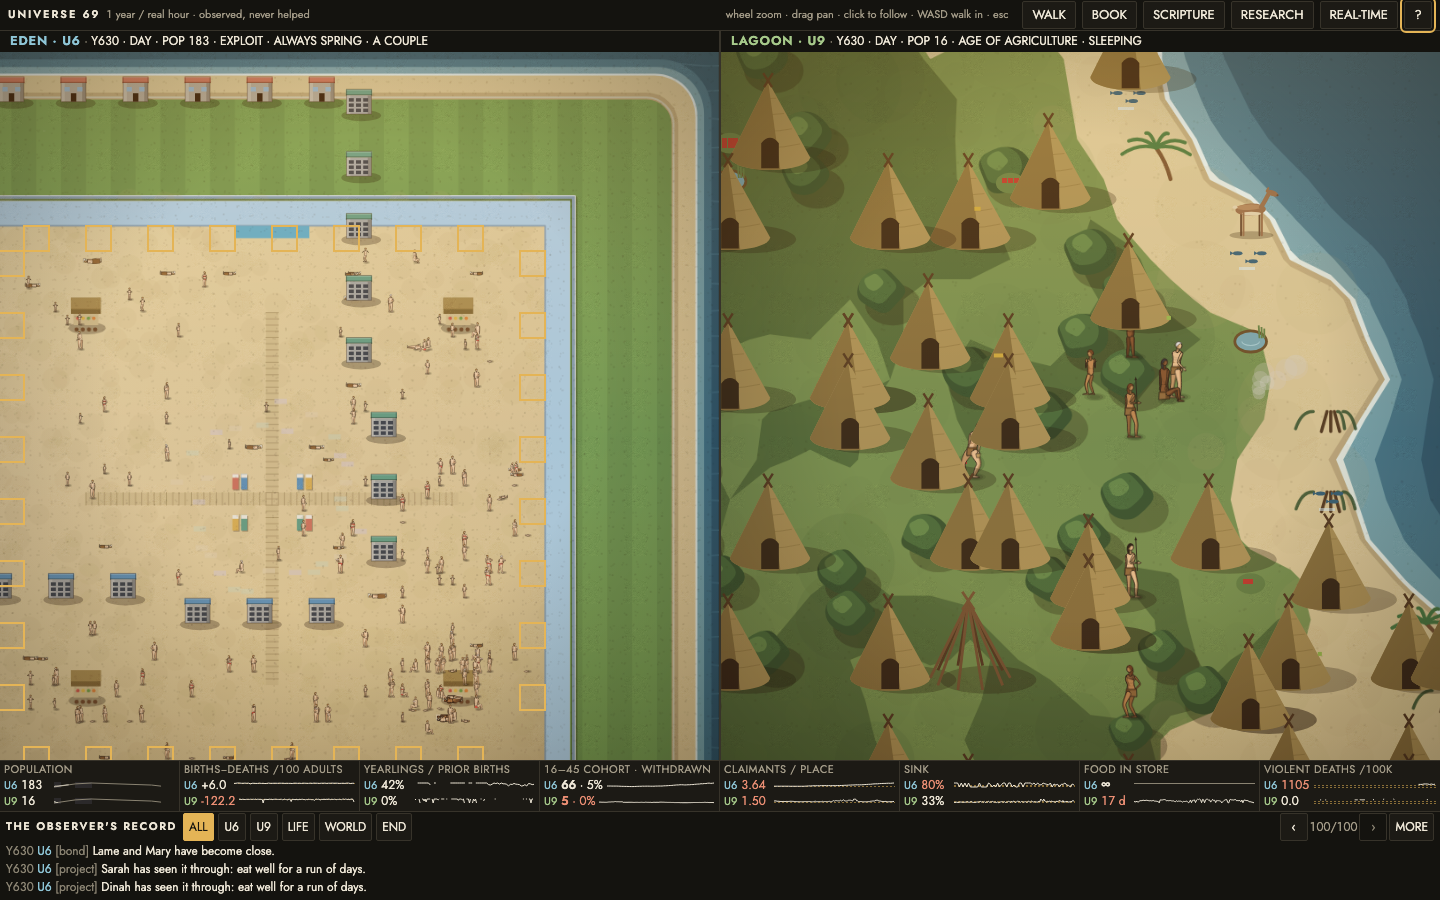 UNIVERSE 69 1 year / real hour · observed, never helped
wheel zoom · drag pan · click to follow · WASD walk in · esc
WALK
BOOK
SCRIPTURE
RESEARCH
REAL-TIME
?
EDEN · U6 · Y630 · DAY · POP 183 · EXPLOIT · ALWAYS SPRING · A COUPLE
LAGOON · U9 · Y630 · DAY · POP 16 · AGE OF AGRICULTURE · SLEEPING
POPULATION
U6 183
U9 16
BIRTHS–DEATHS /100 ADULTS
U6 +6.0
U9 -122.2
YEARLINGS / PRIOR BIRTHS
U6 42%
U9 0%
16–45 COHORT · WITHDRAWN
U6 66 · 5%
U9 5 · 0%
CLAIMANTS / PLACE
U6 3.64
U9 1.50
SINK
U6 80%
U9 33%
FOOD IN STORE
U6 ∞
U9 17 d
VIOLENT DEATHS /100K
U6 1105
U9 0.0
THE OBSERVER'S RECORD
ALL
U6
U9
LIFE
WORLD
END
‹ 100/100 › MORE
Y630 U6 [bond] Lame and Mary have become close.
Y630 U6 [project] Sarah has seen it through: eat well for a run of days.
Y630 U6 [project] Dinah has seen it through: eat well for a run of days.